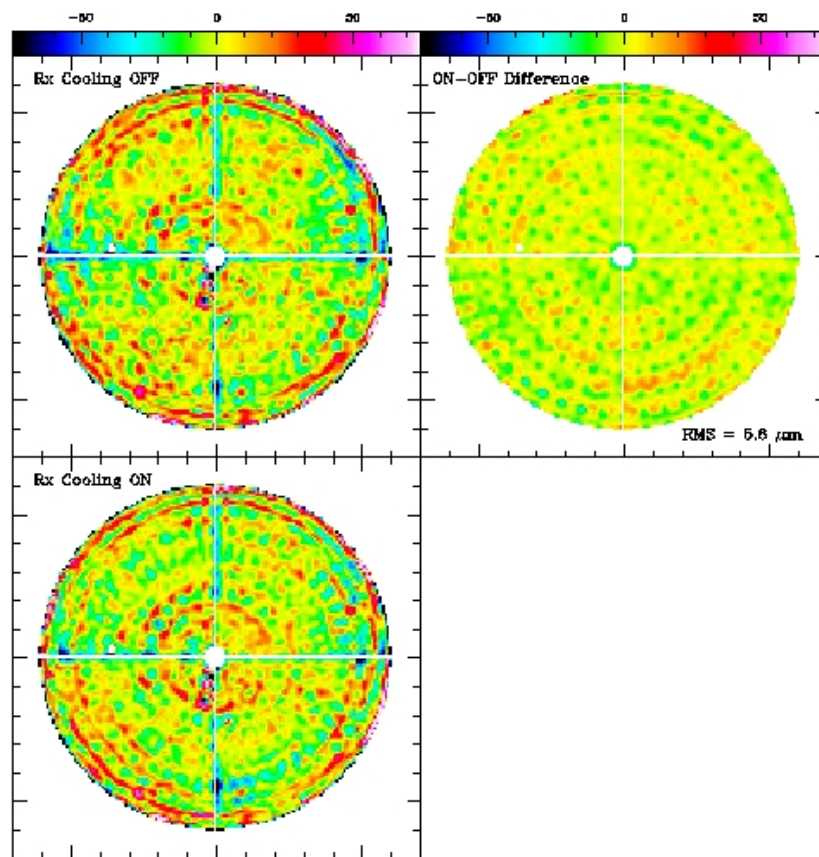 -50 0 50 -50 0 50
Rx Cooling OFF
ON-OFF Difference
RMS = 5.6 μm
Rx Cooling ON